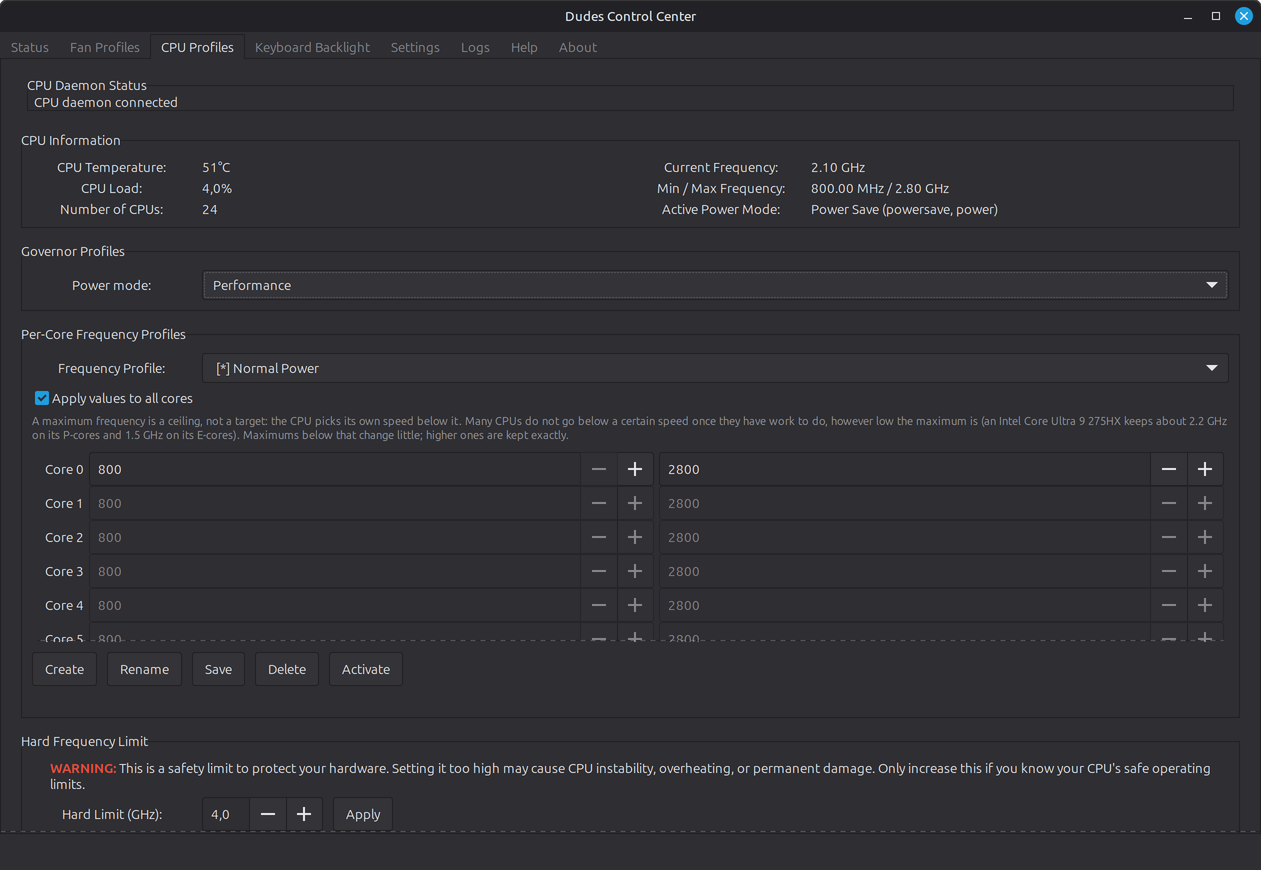 Dudes Control Center
Status Fan Profiles CPU Profiles Keyboard Backlight Settings Logs Help About
CPU Daemon Status
CPU daemon connected
CPU Information
CPU Temperature: 51°C Current Frequency: 2.10 GHz
CPU Load: 4,0% Min / Max Frequency: 800.00 MHz / 2.80 GHz
Number of CPUs: 24 Active Power Mode: Power Save (powersave, power)
Governor Profiles
Power mode: Performance
Per-Core Frequency Profiles
Frequency Profile: [*] Normal Power
Apply values to all cores
A maximum frequency is a ceiling, not a target: the CPU picks its own speed below it. Many CPUs do not go below a certain speed once they have work to do, however low the maximum is (an Intel Core Ultra 9 275HX keeps about 2.2 GHz
on its P-cores and 1.5 GHz on its E-cores). Maximums below that change little; higher ones are kept exactly.
Core 0 800 2800
Core 1 800 2800
Core 2 800 2800
Core 3 800 2800
Core 4 800 2800
Core 5 800 2800
Create Rename Save Delete Activate
Hard Frequency Limit
WARNING: This is a safety limit to protect your hardware. Setting it too high may cause CPU instability, overheating, or permanent damage. Only increase this if you know your CPU's safe operating
limits.
Hard Limit (GHz): 4,0 Apply